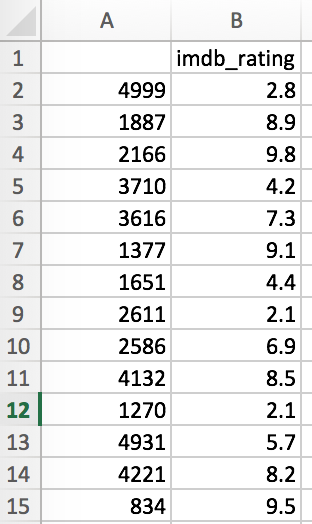 A B
1 imdb_rating
2 4999 2.8
3 1887 8.9
4 2166 9.8
5 3710 4.2
6 3616 7.3
7 1377 9.1
8 1651 4.4
9 2611 2.1
10 2586 6.9
11 4132 8.5
12 1270 2.1
13 4931 5.7
14 4221 8.2
15 834 9.5